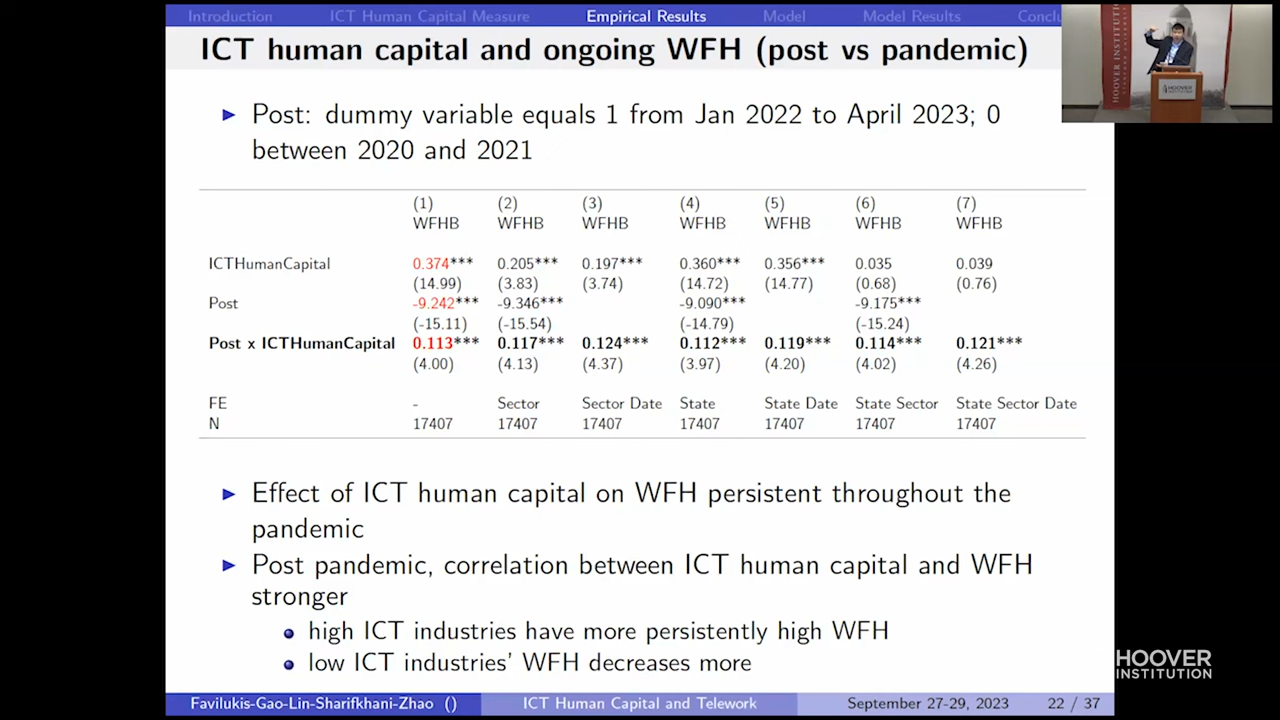 Introduction ICT Human Capital Measure Empirical Results Model Model Results
ICT human capital and ongoing WFH (post vs pandemic)
HOOVER INSTITUTION
HOOVER
INSTITUTION
Post: dummy variable equals 1 from Jan 2022 to April 2023; 0
between 2020 and 2021
(1) (2) (3) (4) (5) (6) (7)
WFHB WFHB WFHB WFHB WFHB WFHB WFHB
ICTHumanCapital 0.374*** 0.205*** 0.197*** 0.360*** 0.356*** 0.035 0.039
(14.99) (3.83) (3.74) (14.72) (14.77) (0.68) (0.76)
Post -9.242*** -9.346*** -9.090*** -9.175***
(-15.11) (-15.54) (-14.79) (-15.24)
Post x ICTHumanCapital 0.113*** 0.117*** 0.124*** 0.112*** 0.119*** 0.114*** 0.121***
(4.00) (4.13) (4.37) (3.97) (4.20) (4.02) (4.26)
FE - Sector Sector Date State State Date State Sector State Sector Date
N 17407 17407 17407 17407 17407 17407 17407
Effect of ICT human capital on WFH persistent throughout the
pandemic
Post pandemic, correlation between ICT human capital and WFH
stronger
high ICT industries have more persistently high WFH
low ICT industries' WFH decreases more
HOOVER
INSTITUTION
Favilukis-Gao-Lin-Sharifkhani-Zhao () ICT Human Capital and Telework September 27-29, 2023 22 / 37